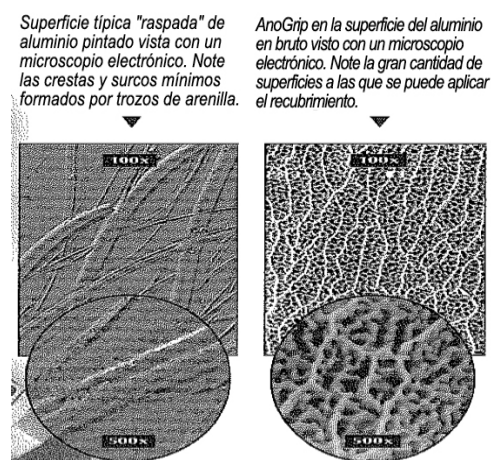 Superficie típica "raspada" de
aluminio pintado vista con un
microscopio electrónico. Note
las crestas y surcos mínimos
formados por trozos de arenilla.
100x
500x
AnoGrip en la superficie del aluminio
en bruto visto con un microscopio
electrónico. Note la gran cantidad de
superficies a las que se puede aplicar
el recubrimiento.
100x
500x